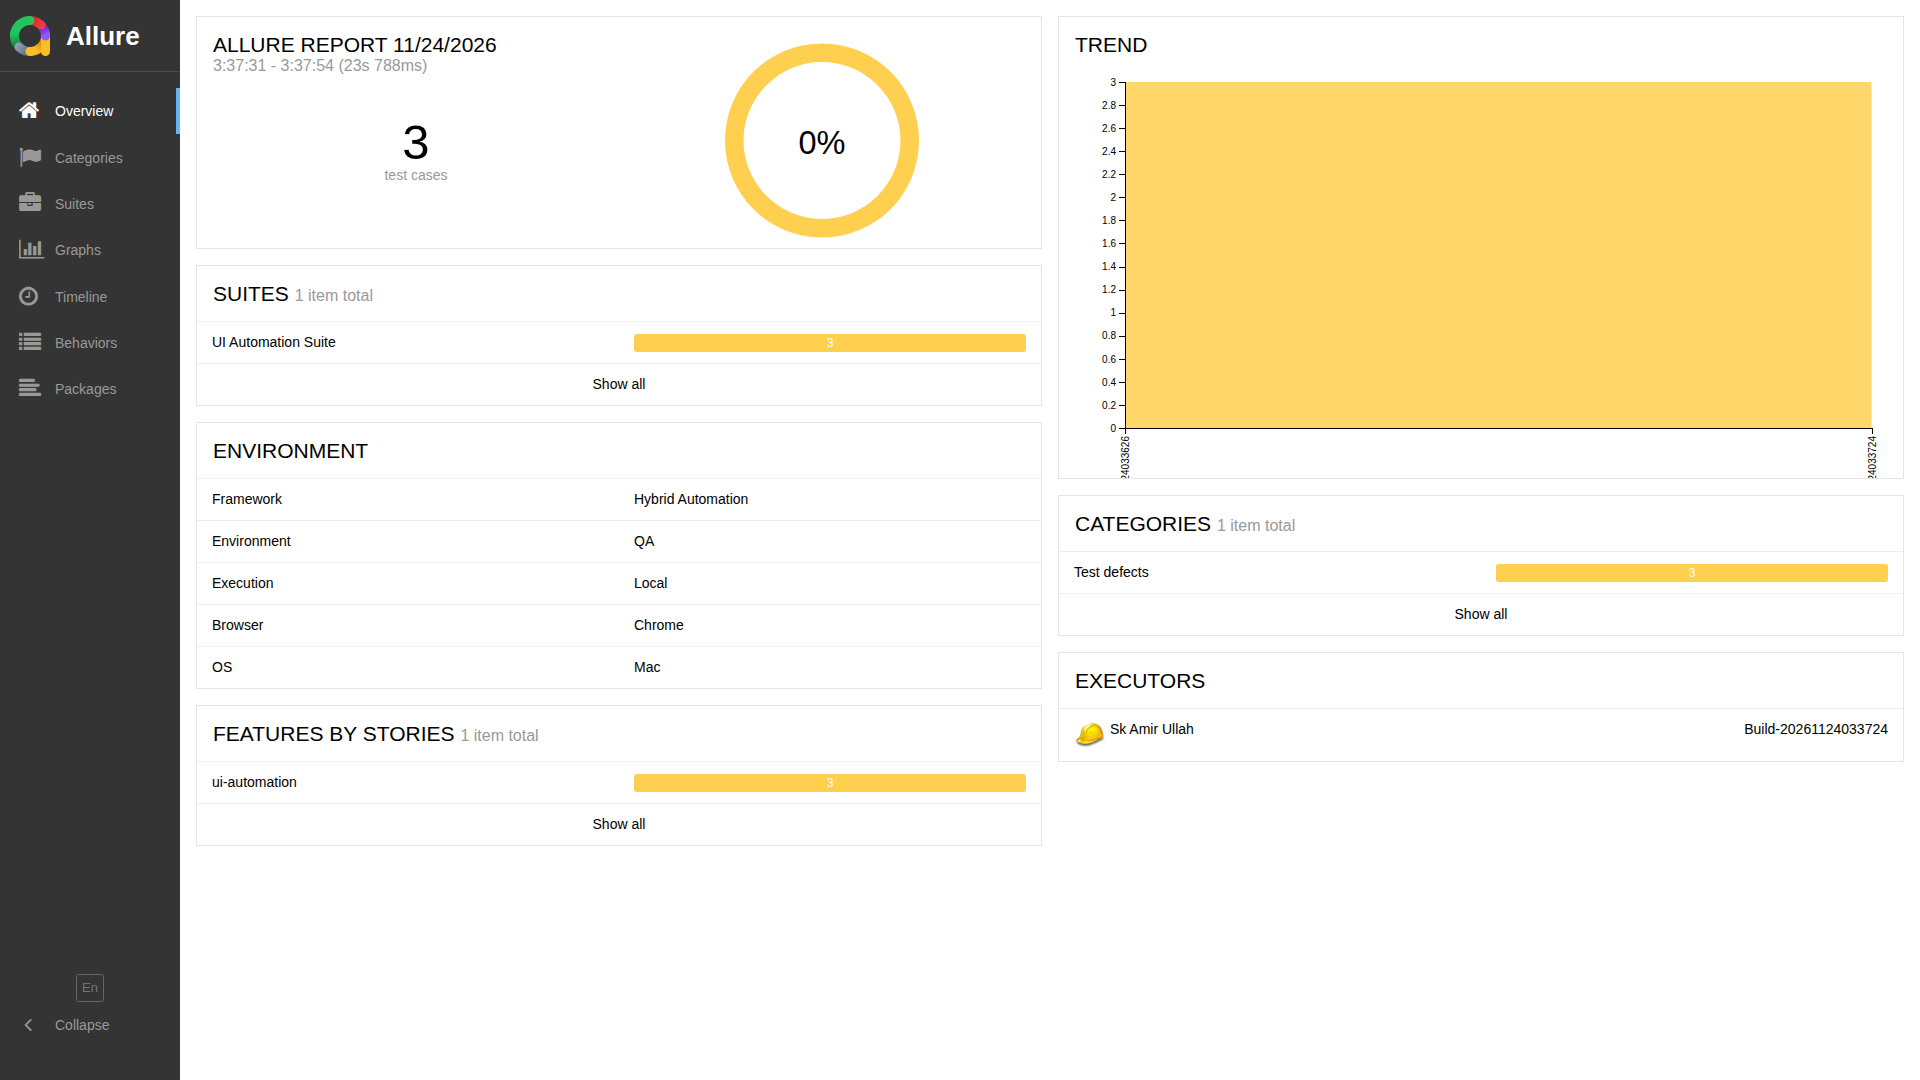 Allure
Overview
Categories
Suites
Graphs
Timeline
Behaviors
Packages
En
Collapse
ALLURE REPORT 11/24/2026
3:37:31 - 3:37:54 (23s 788ms)
3
test cases
0%
SUITES 1 item total
UI Automation Suite 3
Show all
ENVIRONMENT
Framework Hybrid Automation
Environment QA
Execution Local
Browser Chrome
OS Mac
FEATURES BY STORIES 1 item total
ui-automation 3
Show all
TREND
3
2.8
2.6
2.4
2.2
2
1.8
1.6
1.4
1.2
1
0.8
0.6
0.4
0.2
0
24033626
24033724
CATEGORIES 1 item total
Test defects 3
Show all
EXECUTORS
Sk Amir Ullah Build-20261124033724